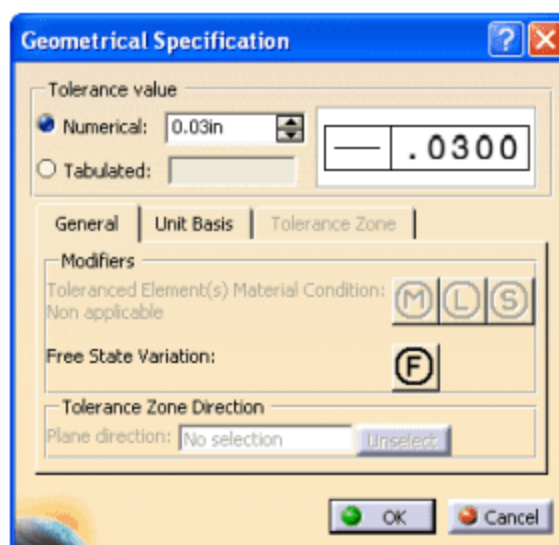 Geometrical Specification
Tolerance value
Numerical: 0.03in
.0300
Tabulated:
General Unit Basis Tolerance Zone
Modifiers
Toleranced Element(s) Material Condition:
Non applicable
M L S
Free State Variation:
F
Tolerance Zone Direction
Plane direction: No selection Unselect
OK Cancel